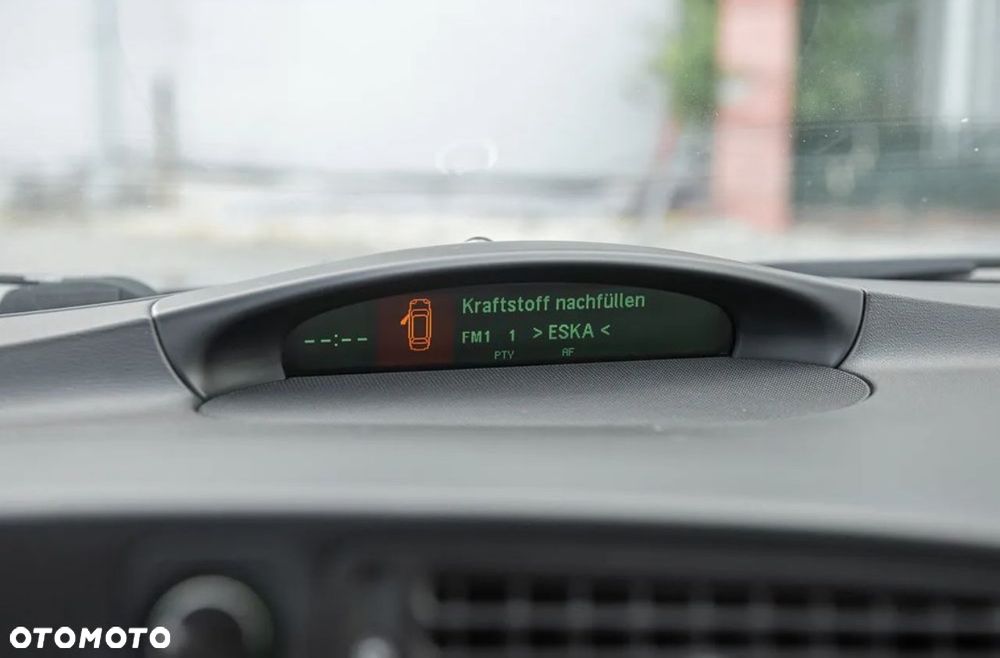 Kraftstoff nachfüllen
--:--
FM1 1 > ESKA <
PTY AF
OTOMOTO